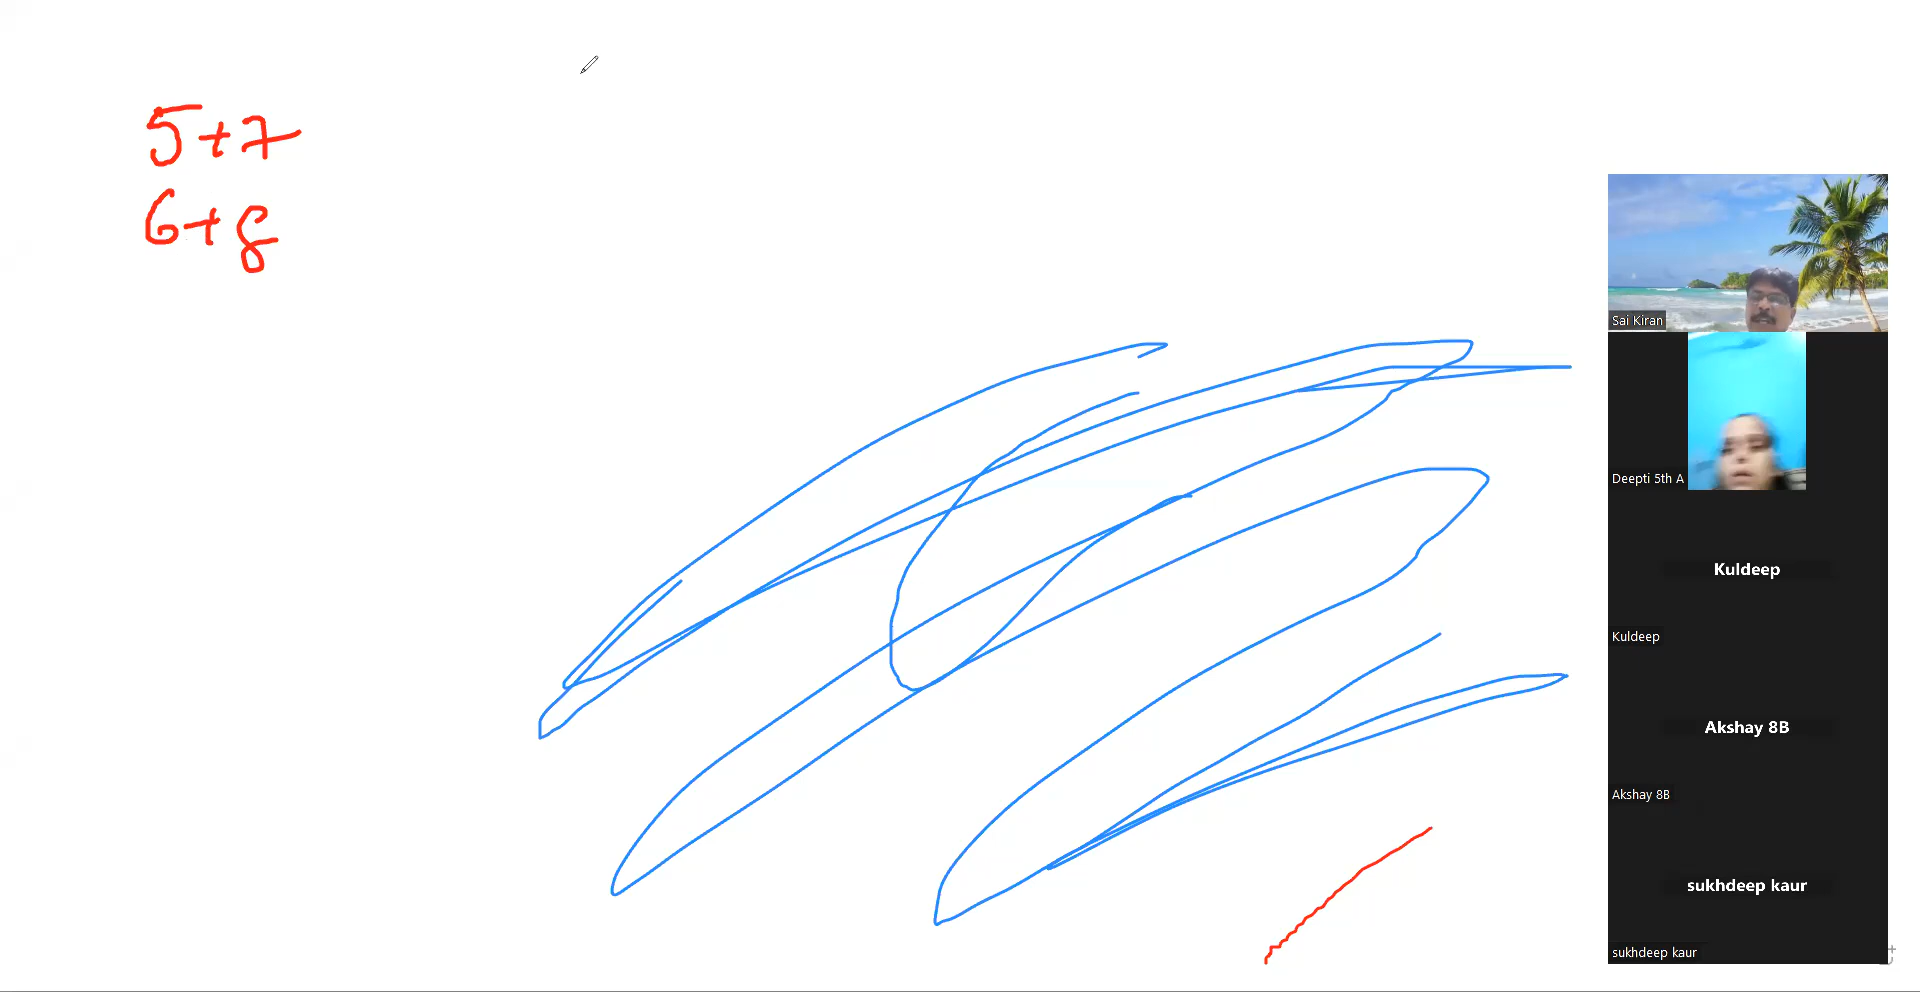 5+7
6+8
Sai Kiran
Deepti 5th A
Kuldeep
Kuldeep
Akshay 8B
Akshay 8B
sukhdeep kaur
sukhdeep kaur